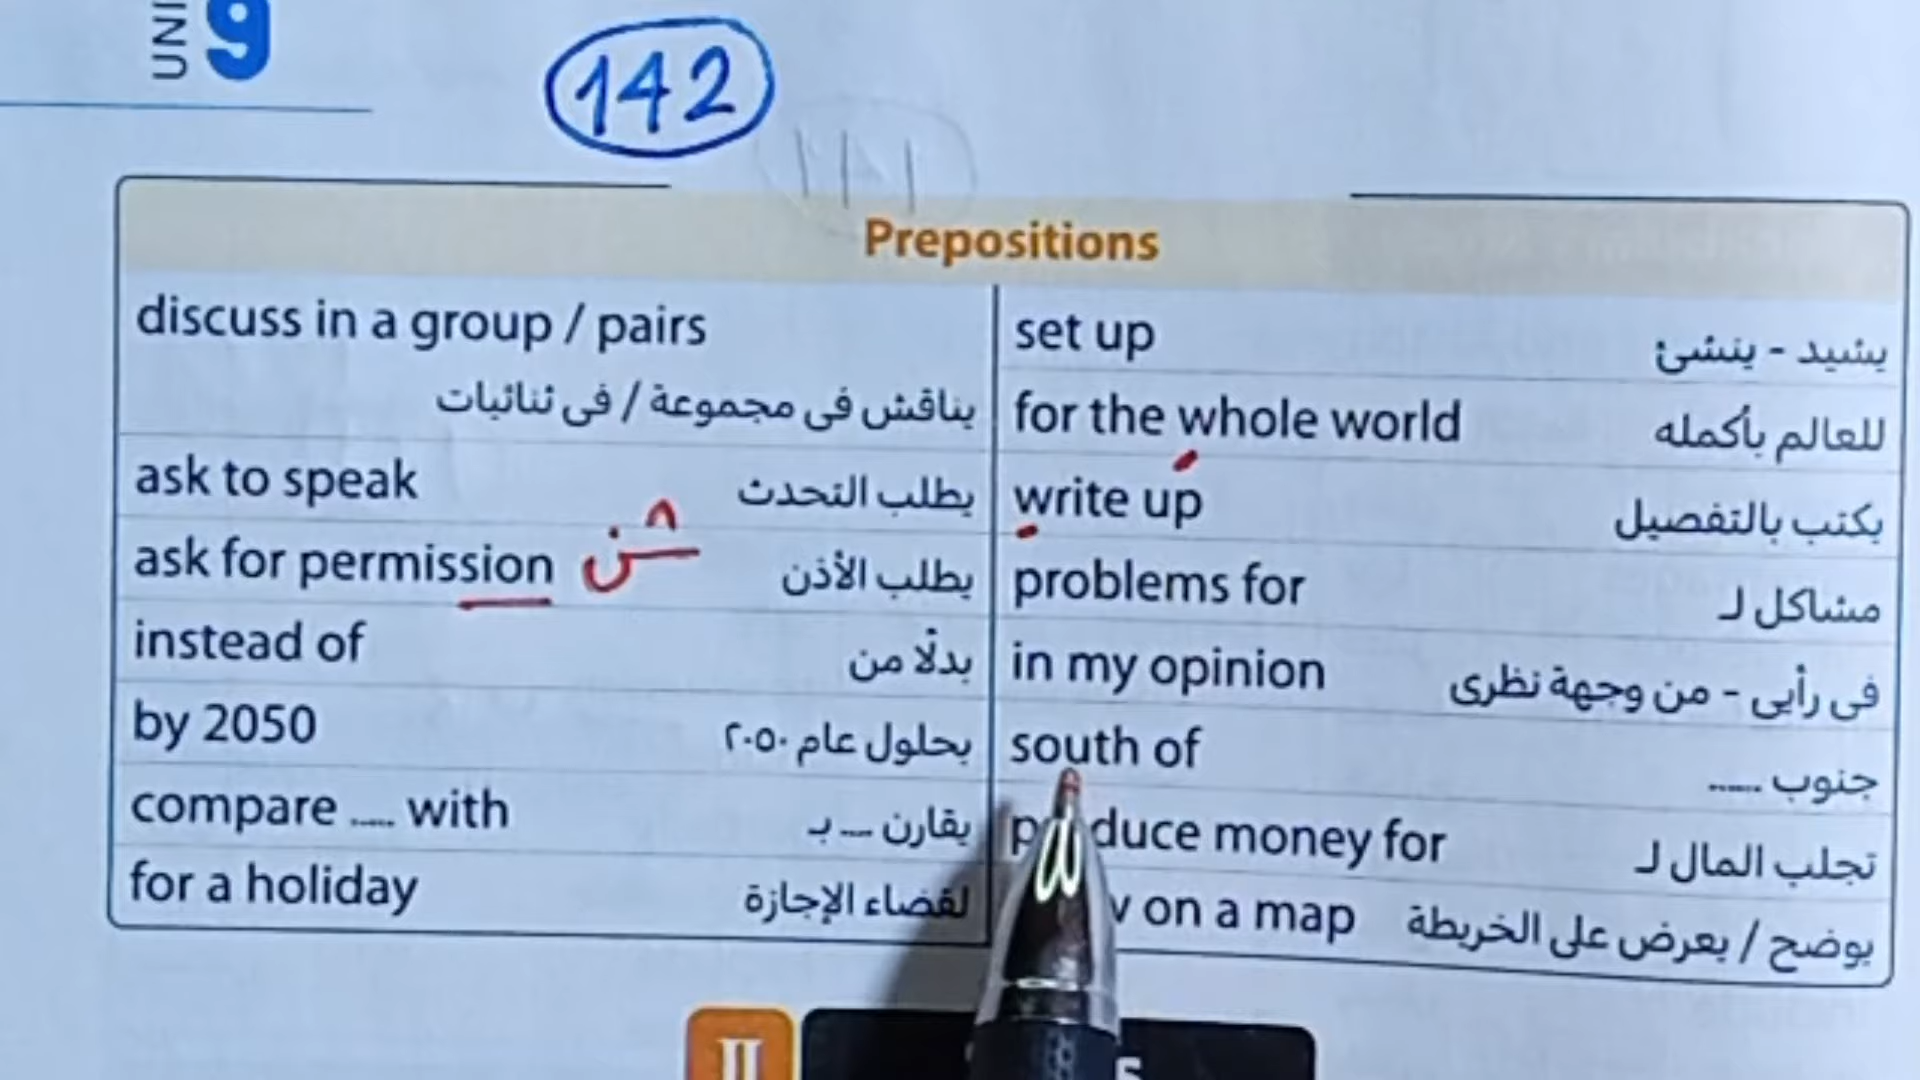 9
142
Prepositions
discuss in a group / pairs
يناقش فى مجموعة / فى ثنائيات
ask to speak يطلب التحدث
ask for permission شن يطلب الأذن
instead of بدلًا من
by 2050 بحلول عام ٢٠٥٠
compare ..... with يقارن ... بـ
for a holiday لقضاء الإجازة
set up يشيد - ينشئ
for the whole world للعالم بأكمله
write up يكتب بالتفصيل
problems for مشاكل لـ
in my opinion فى رأيى - من وجهة نظرى
south of جنوب ......
money for تجلب المال لـ
on a map يوضح / يعرض على الخريطة
II